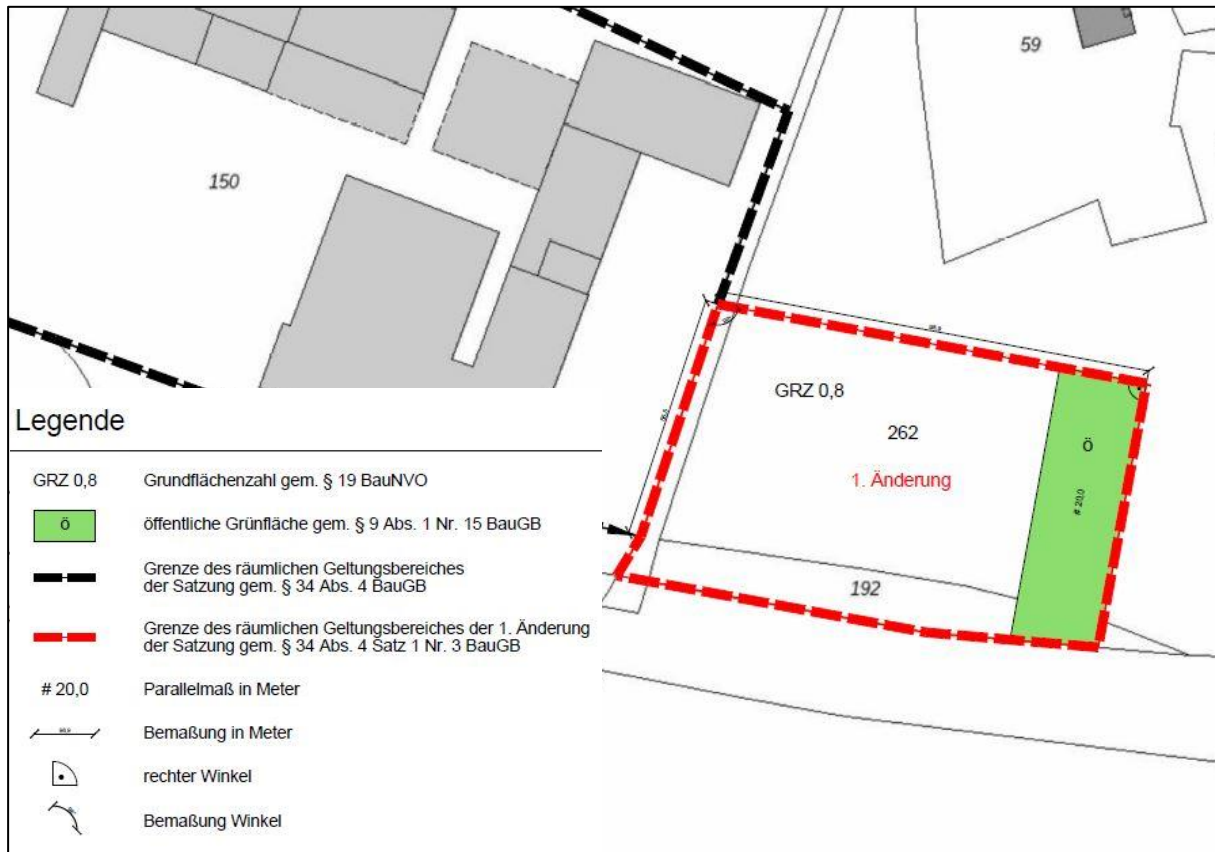 59
150
GRZ 0,8
262
1. Änderung
ö
# 20,0
192
Legende
GRZ 0,8 Grundflächenzahl gem. § 19 BauNVO
ö öffentliche Grünfläche gem. § 9 Abs. 1 Nr. 15 BauGB
Grenze des räumlichen Geltungsbereiches
der Satzung gem. § 34 Abs. 4 BauGB
Grenze des räumlichen Geltungsbereiches der 1. Änderung
der Satzung gem. § 34 Abs. 4 Satz 1 Nr. 3 BauGB
# 20,0 Parallelmaß in Meter
Bemaßung in Meter
rechter Winkel
Bemaßung Winkel